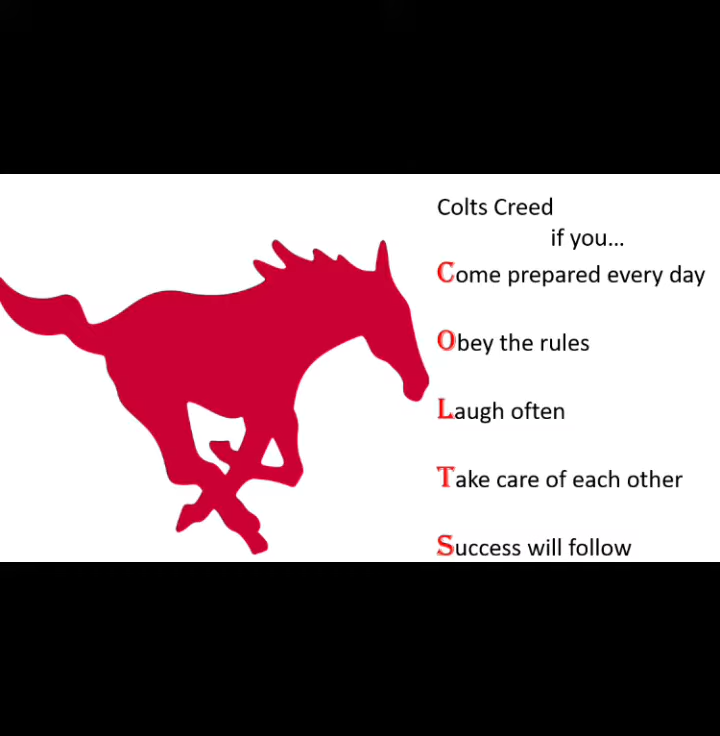 Colts Creed
if you...
Come prepared every day
Obey the rules
Laugh often
Take care of each other
Success will follow